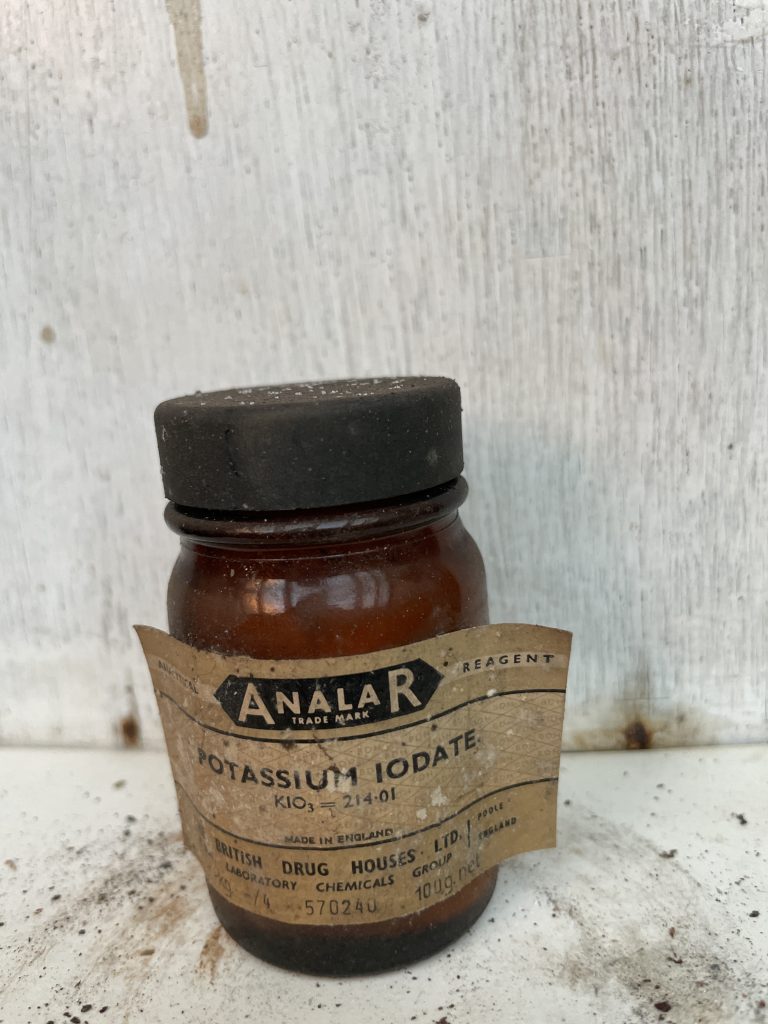 ANALYTICAL REAGENT
ANALAR
TRADE MARK
POTASSIUM IODATE
KIO₃ = 214·01
MADE IN ENGLAND
BRITISH DRUG HOUSES LTD.
POOLE
ENGLAND
LABORATORY CHEMICALS GROUP
570240 100g. net